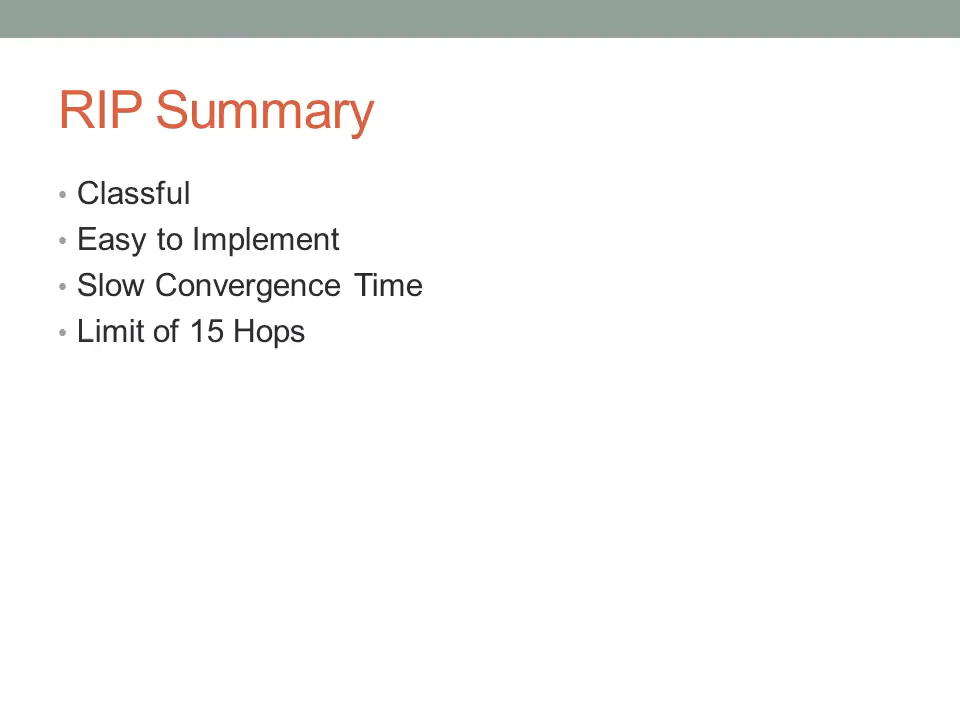 RIP Summary
• Classful
• Easy to Implement
• Slow Convergence Time
• Limit of 15 Hops